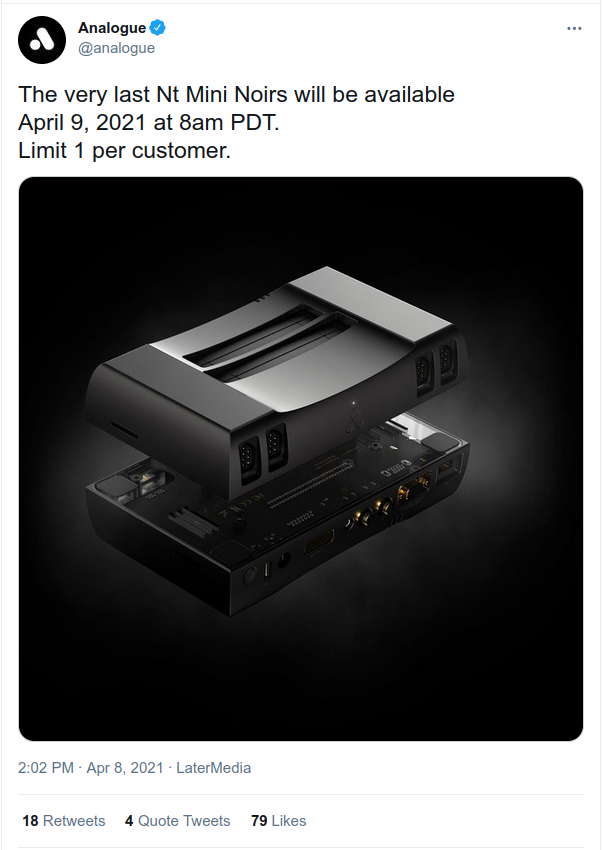 Analogue
@analogue
The very last Nt Mini Noirs will be available
April 9, 2021 at 8am PDT.
Limit 1 per customer.
2:02 PM · Apr 8, 2021 · LaterMedia
18 Retweets 4 Quote Tweets 79 Likes